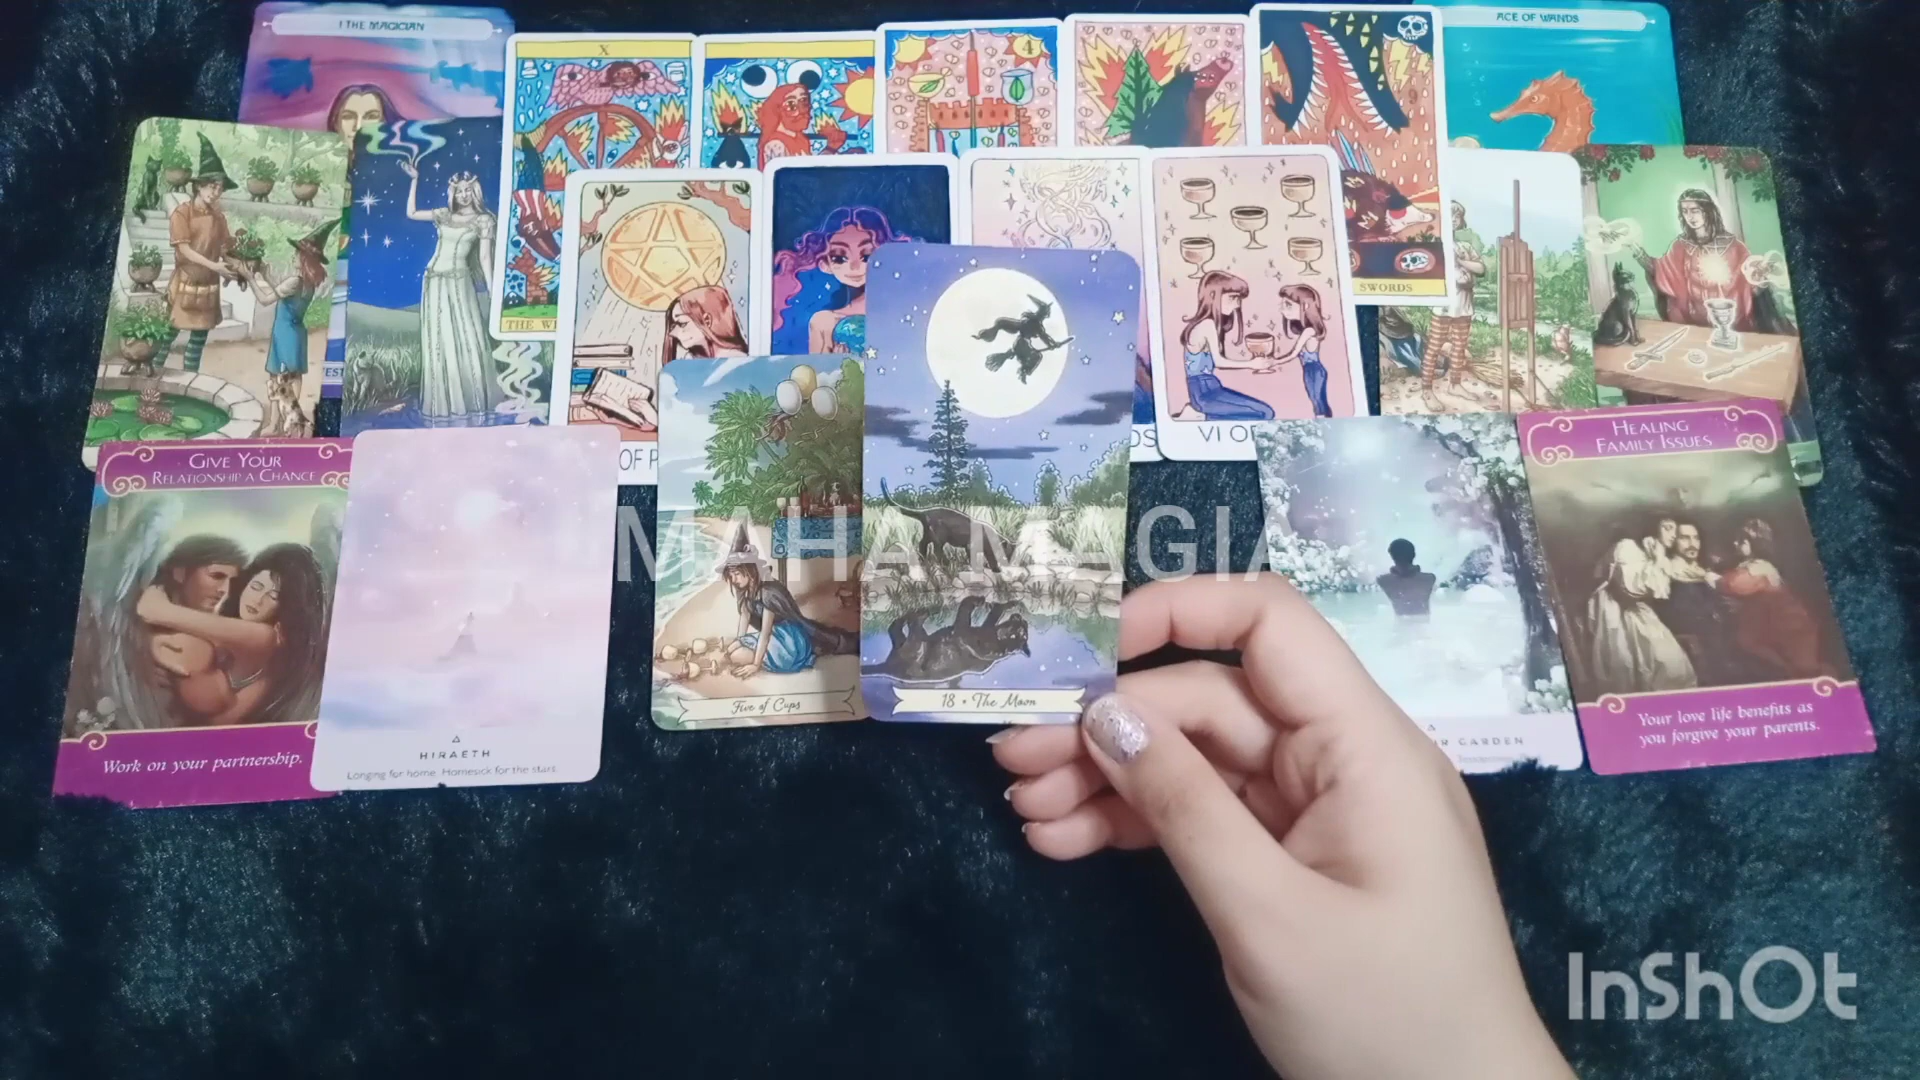 I THE MAGICIAN
ACE OF WANDS
X
4
THE
SWORDS
OF
VI OF
GIVE YOUR
RELATIONSHIP A CHANCE
HEALING
FAMILY ISSUES
MAHA MAGIA
Five of Cups
18 • The Moon
Work on your partnership.
HIRAETH
Longing for home. Homesick for the stars.
GARDEN
Your love life benefits as
you forgive your parents.
InShOt